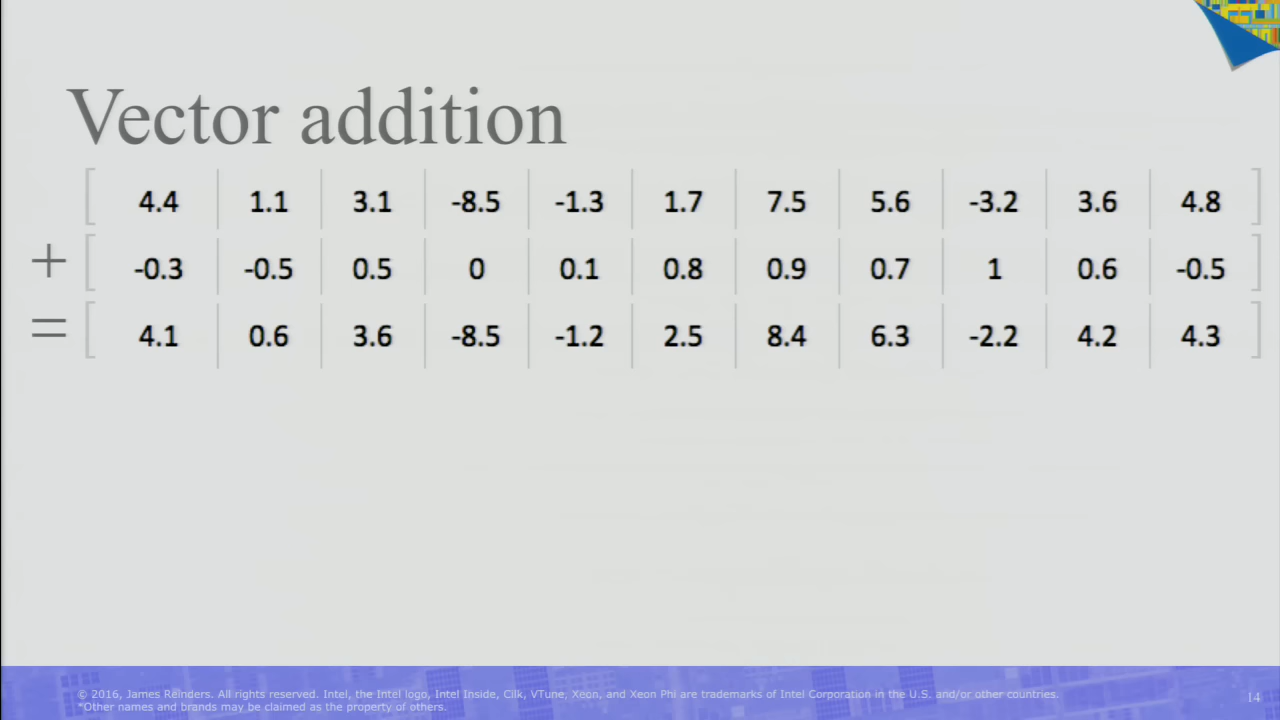 Vector addition
[ 4.4 | 1.1 | 3.1 | -8.5 | -1.3 | 1.7 | 7.5 | 5.6 | -3.2 | 3.6 | 4.8 ]
+ [ -0.3 | -0.5 | 0.5 | 0 | 0.1 | 0.8 | 0.9 | 0.7 | 1 | 0.6 | -0.5 ]
= [ 4.1 | 0.6 | 3.6 | -8.5 | -1.2 | 2.5 | 8.4 | 6.3 | -2.2 | 4.2 | 4.3 ]
© 2016, James Reinders. All rights reserved. Intel, the Intel logo, Intel Inside, Cilk, VTune, Xeon, and Xeon Phi are trademarks of Intel Corporation in the U.S. and/or other countries.
*Other names and brands may be claimed as the property of others.
14